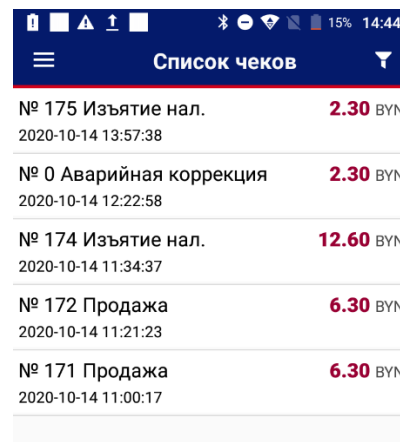 15% 14:44
Список чеков
№ 175 Изъятие нал. 2.30 BYN
2020-10-14 13:57:38
№ 0 Аварийная коррекция 2.30 BYN
2020-10-14 12:22:58
№ 174 Изъятие нал. 12.60 BYN
2020-10-14 11:34:37
№ 172 Продажа 6.30 BYN
2020-10-14 11:21:23
№ 171 Продажа 6.30 BYN
2020-10-14 11:00:17